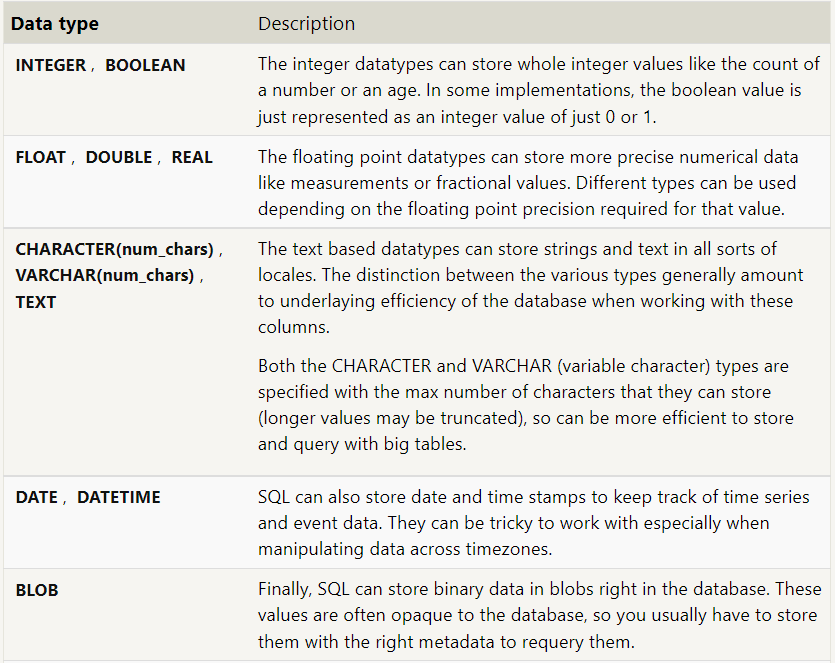 Data type Description
INTEGER , BOOLEAN The integer datatypes can store whole integer values like the count of
a number or an age. In some implementations, the boolean value is
just represented as an integer value of just 0 or 1.
FLOAT , DOUBLE , REAL The floating point datatypes can store more precise numerical data
like measurements or fractional values. Different types can be used
depending on the floating point precision required for that value.
CHARACTER(num_chars) ,
VARCHAR(num_chars) ,
TEXT
The text based datatypes can store strings and text in all sorts of
locales. The distinction between the various types generally amount
to underlaying efficiency of the database when working with these
columns.
Both the CHARACTER and VARCHAR (variable character) types are
specified with the max number of characters that they can store
(longer values may be truncated), so can be more efficient to store
and query with big tables.
DATE , DATETIME SQL can also store date and time stamps to keep track of time series
and event data. They can be tricky to work with especially when
manipulating data across timezones.
BLOB Finally, SQL can store binary data in blobs right in the database. These
values are often opaque to the database, so you usually have to store
them with the right metadata to requery them.